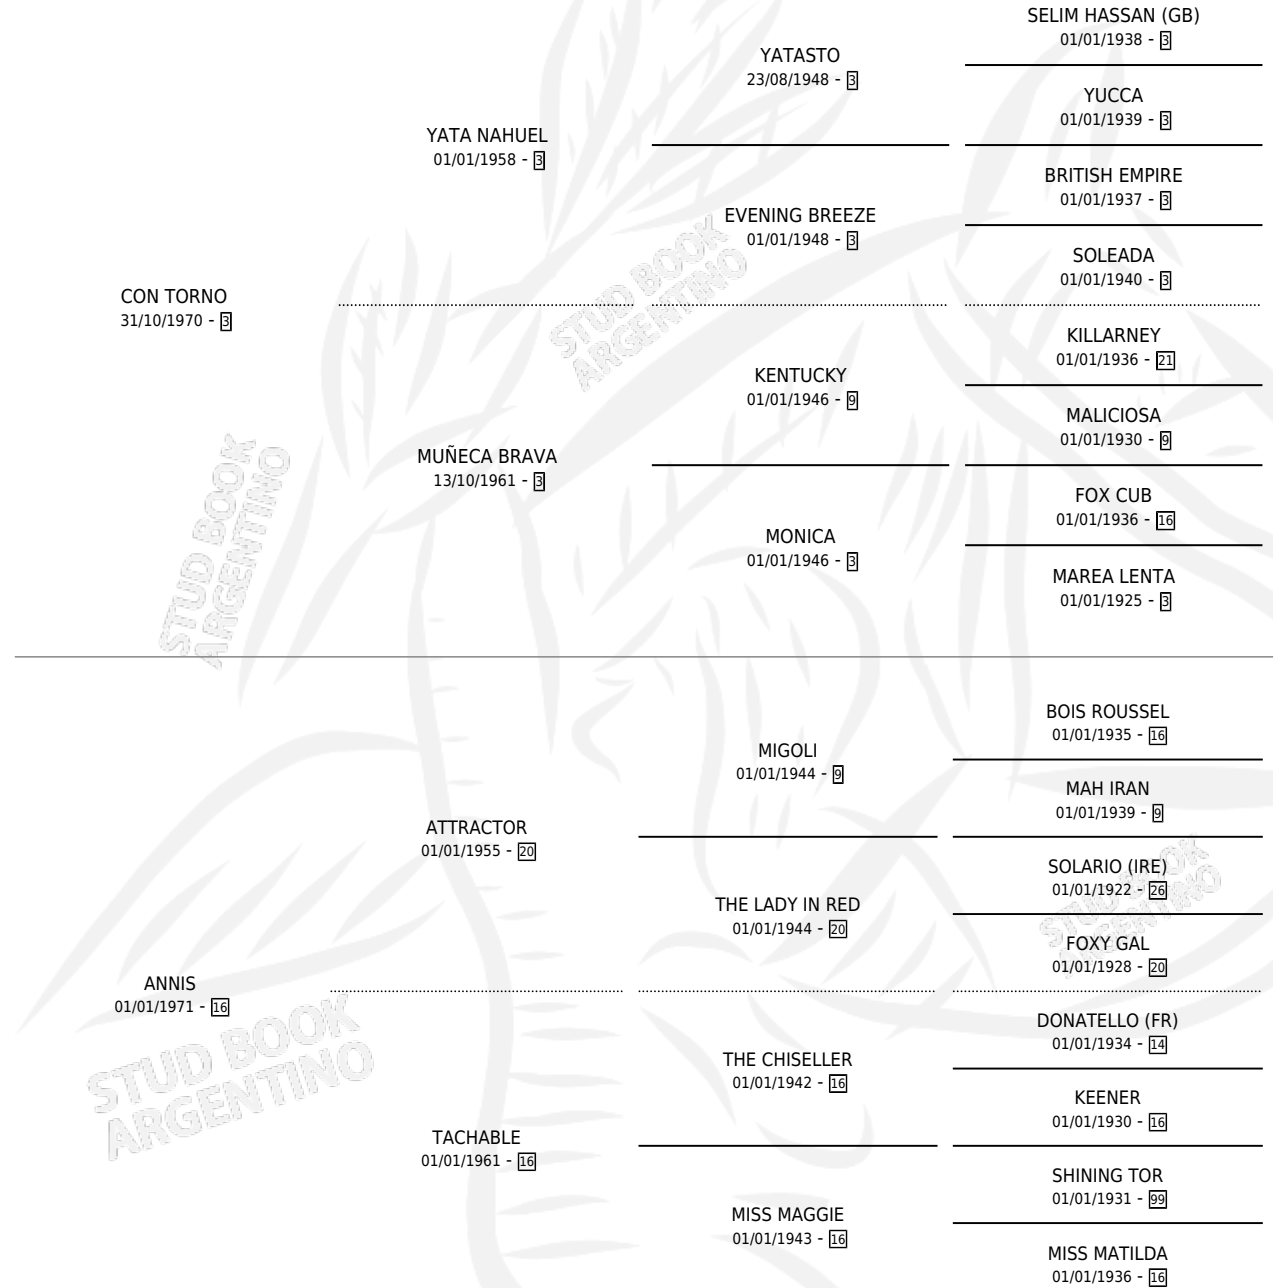 SELIM HASSAN (GB)
01/01/1938 - 3
YATASTO
23/08/1948 - 3
YUCCA
01/01/1939 - 3
YATA NAHUEL
01/01/1958 - 3
BRITISH EMPIRE
01/01/1937 - 3
EVENING BREEZE
01/01/1948 - 3
SOLEADA
01/01/1940 - 3
CON TORNO
31/10/1970 - 3
KILLARNEY
01/01/1936 - 21
KENTUCKY
01/01/1946 - 9
MALICIOSA
01/01/1930 - 9
MUÑECA BRAVA
13/10/1961 - 3
FOX CUB
01/01/1936 - 16
MONICA
01/01/1946 - 3
MAREA LENTA
01/01/1925 - 3
BOIS ROUSSEL
01/01/1935 - 16
MIGOLI
01/01/1944 - 9
MAH IRAN
01/01/1939 - 9
ATTRACTOR
01/01/1955 - 20
SOLARIO (IRE)
01/01/1922 - 26
THE LADY IN RED
01/01/1944 - 20
FOXY GAL
01/01/1928 - 20
ANNIS
01/01/1971 - 16
DONATELLO (FR)
01/01/1934 - 14
THE CHISELLER
01/01/1942 - 16
KEENER
01/01/1930 - 16
TACHABLE
01/01/1961 - 16
SHINING TOR
01/01/1931 - 99
MISS MAGGIE
01/01/1943 - 16
MISS MATILDA
01/01/1936 - 16
STUD BOOK
ARGENTINO
STUD BOOK
ARGENTINO
STUD BOOK
ARGENTINO
STUD BOOK
ARGENTINO